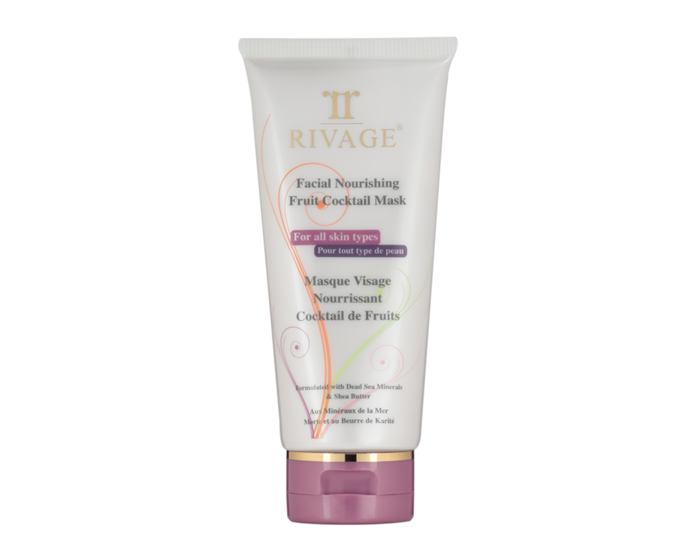 RIVAGE®
Facial Nourishing
Fruit Cocktail Mask
For all skin types
Pour tout type de peau
Masque Visage
Nourrissant
Cocktail de Fruits
Formulated with Dead Sea Minerals
& Shea Butter
Aux Minéraux de la Mer
Morte et au Beurre de Karité